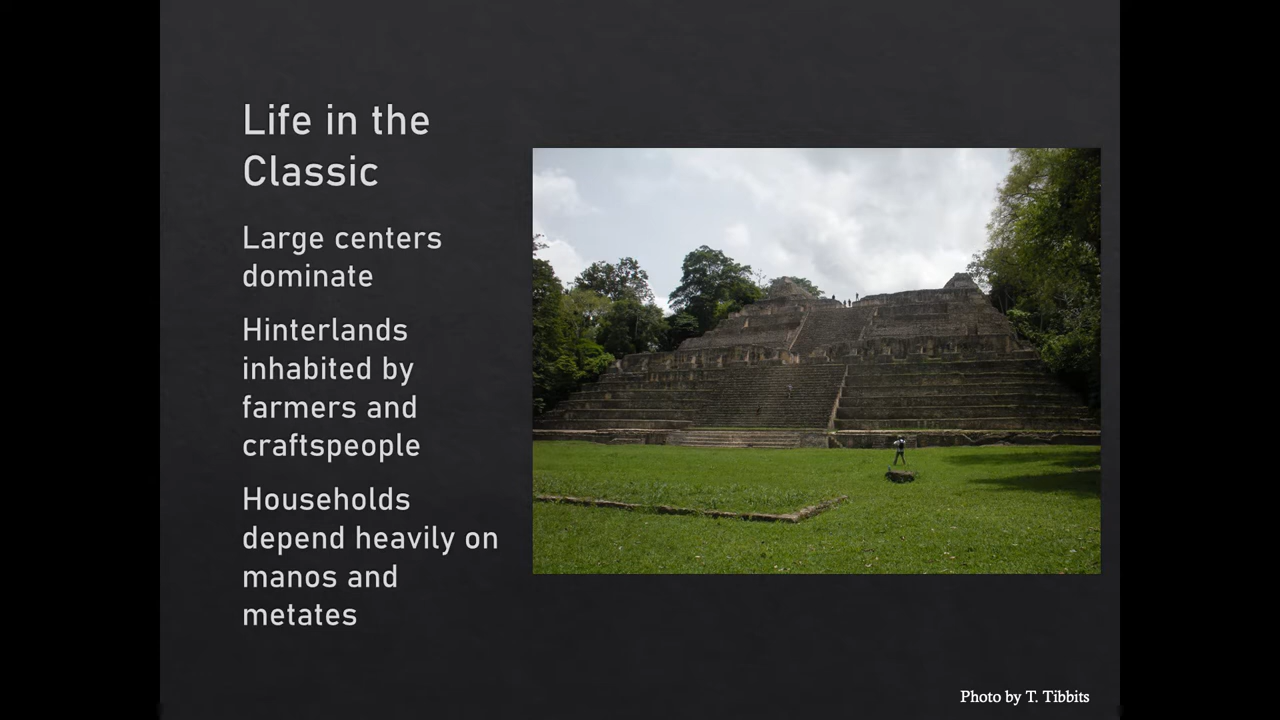 Life in the
Classic
Large centers
dominate
Hinterlands
inhabited by
farmers and
craftspeople
Households
depend heavily on
manos and
metates
Photo by T. Tibbits